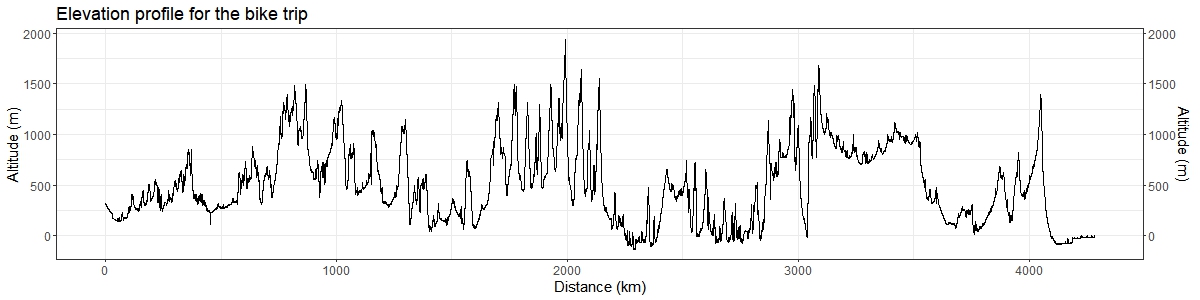 Elevation profile for the bike trip
2000 2000
1500 1500
1000 1000
500 500
0 0
Altitude (m) Altitude (m)
0 1000 2000 3000 4000
Distance (km)